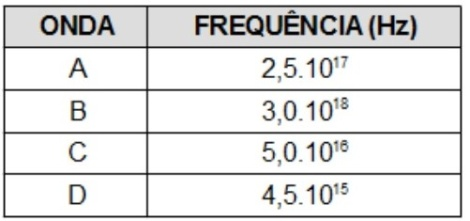 ONDA FREQUÊNCIA (Hz)
A 2,5.10¹⁷
B 3,0.10¹⁸
C 5,0.10¹⁶
D 4,5.10¹⁵